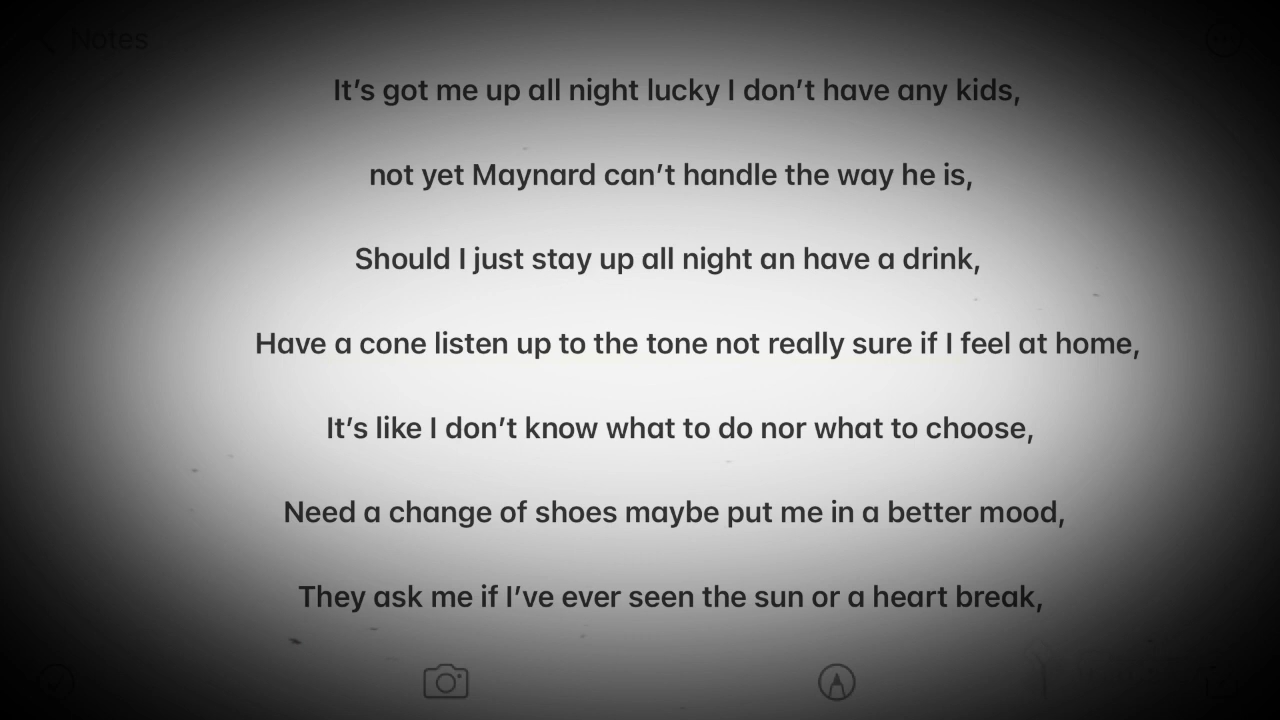 Notes
It's got me up all night lucky I don't have any kids,
not yet Maynard can't handle the way he is,
Should I just stay up all night an have a drink,
Have a cone listen up to the tone not really sure if I feel at home,
It's like I don't know what to do nor what to choose,
Need a change of shoes maybe put me in a better mood,
They ask me if I've ever seen the sun or a heart break,